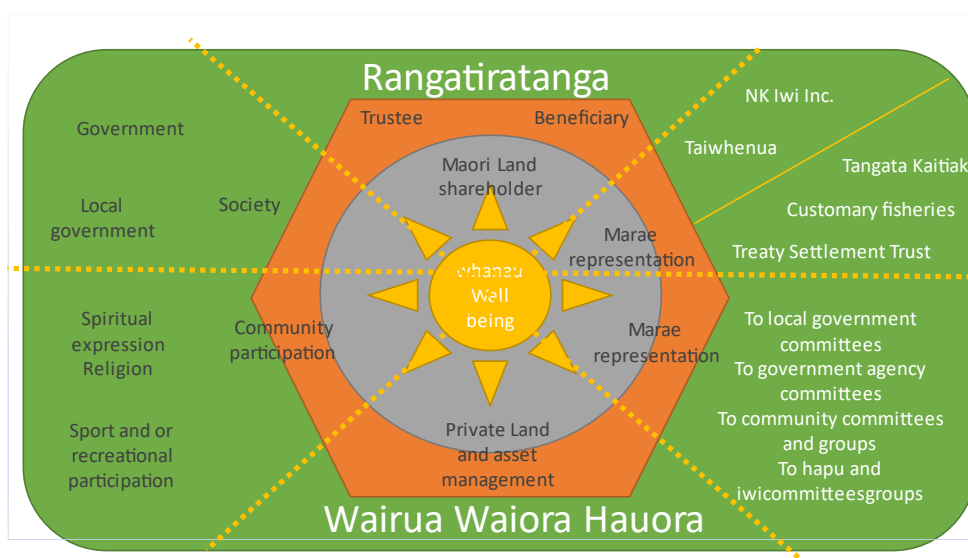 Rangatiratanga
Government
Local
government
Society
Trustee
Beneficiary
Maori Land
shareholder
NK Iwi Inc.
Taiwhenua
Tangata Kaitiak
Customary fisheries
Treaty Settlement Trust
Marae
representation
whanau
Well
being
Spiritual
expression
Religion
Community
participation
Marae
representation
Sport and or
recreational
participation
Private Land
and asset
management
To local government
committees
To government agency
committees
To community committees
and groups
To hapu and
iwicommitteesgroups
Wairua Waiora Hauora